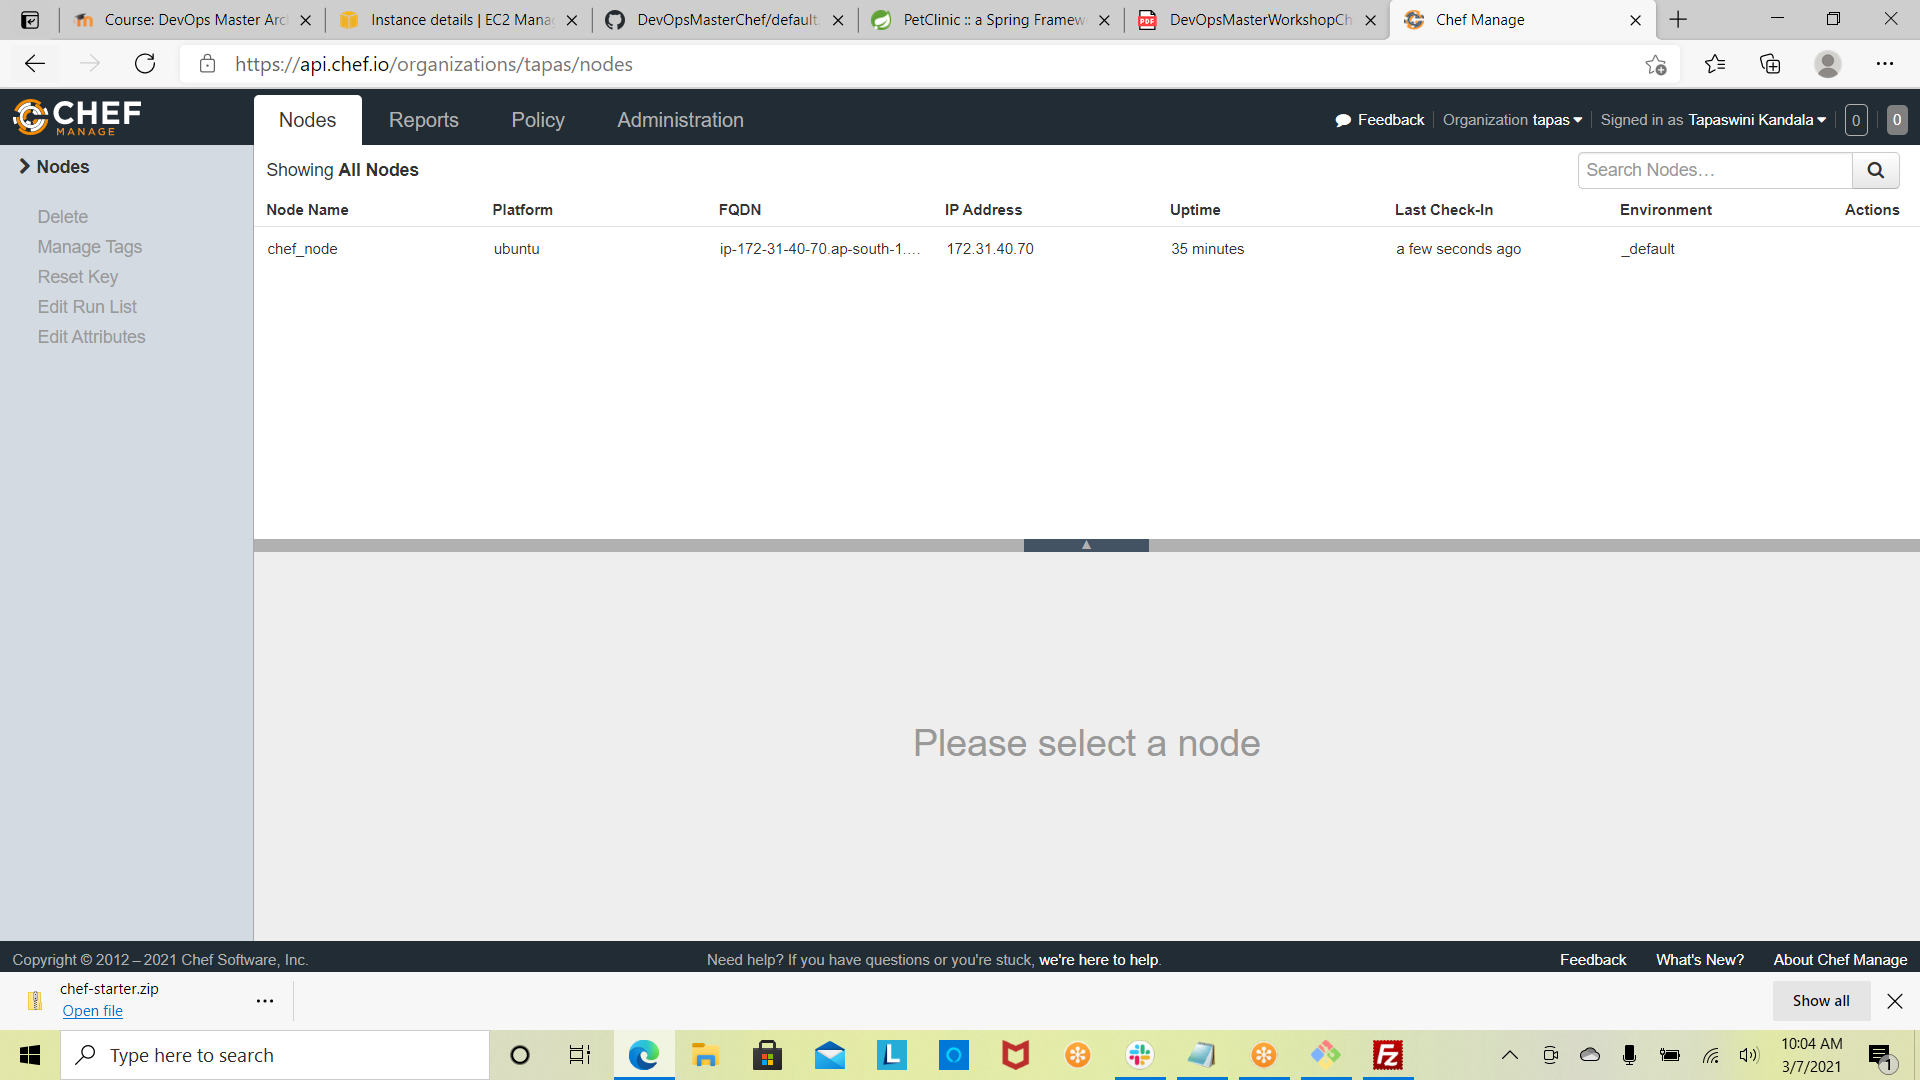 Course: DevOps Master Arc
Instance details | EC2 Mana
DevOpsMasterChef/default.
PetClinic :: a Spring Framew
PDF
DevOpsMasterWorkshopCh
Chef Manage
https://api.chef.io/organizations/tapas/nodes
CHEF
MANAGE
Nodes
Reports
Policy
Administration
Feedback
Organization tapas
Signed in as Tapaswini Kandala
0
0
Nodes
Delete
Manage Tags
Reset Key
Edit Run List
Edit Attributes
Showing All Nodes
Search Nodes…
Node Name Platform FQDN IP Address Uptime Last Check-In Environment Actions
chef_node ubuntu ip-172-31-40-70.ap-south-1.… 172.31.40.70 35 minutes a few seconds ago _default
Please select a node
Copyright © 2012 – 2021 Chef Software, Inc.
Need help? If you have questions or you're stuck, we're here to help.
Feedback
What's New?
About Chef Manage
chef-starter.zip
Open file
Show all
Type here to search
L
Fz
10:04 AM
3/7/2021
1